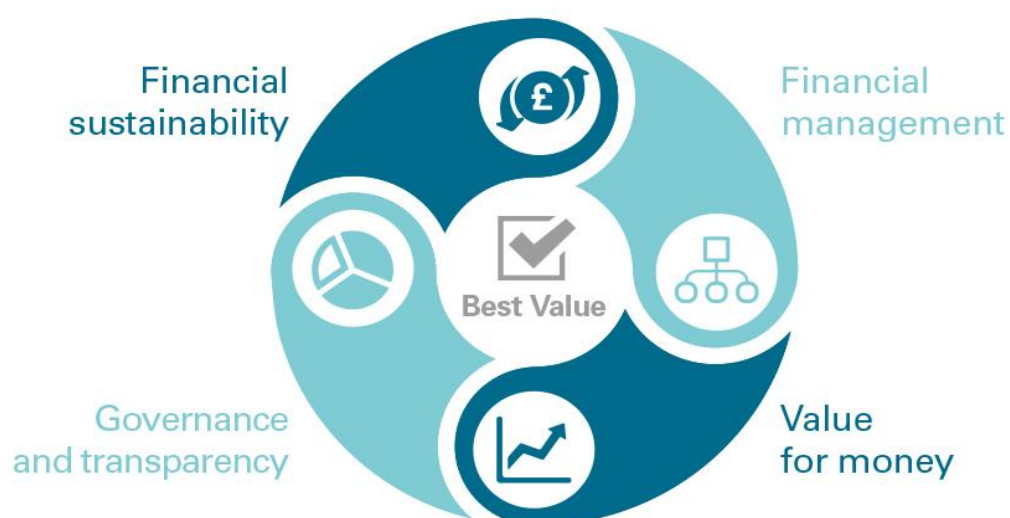 Financial
sustainability
Financial
management
£
Best Value
Governance
and transparency
Value
for money